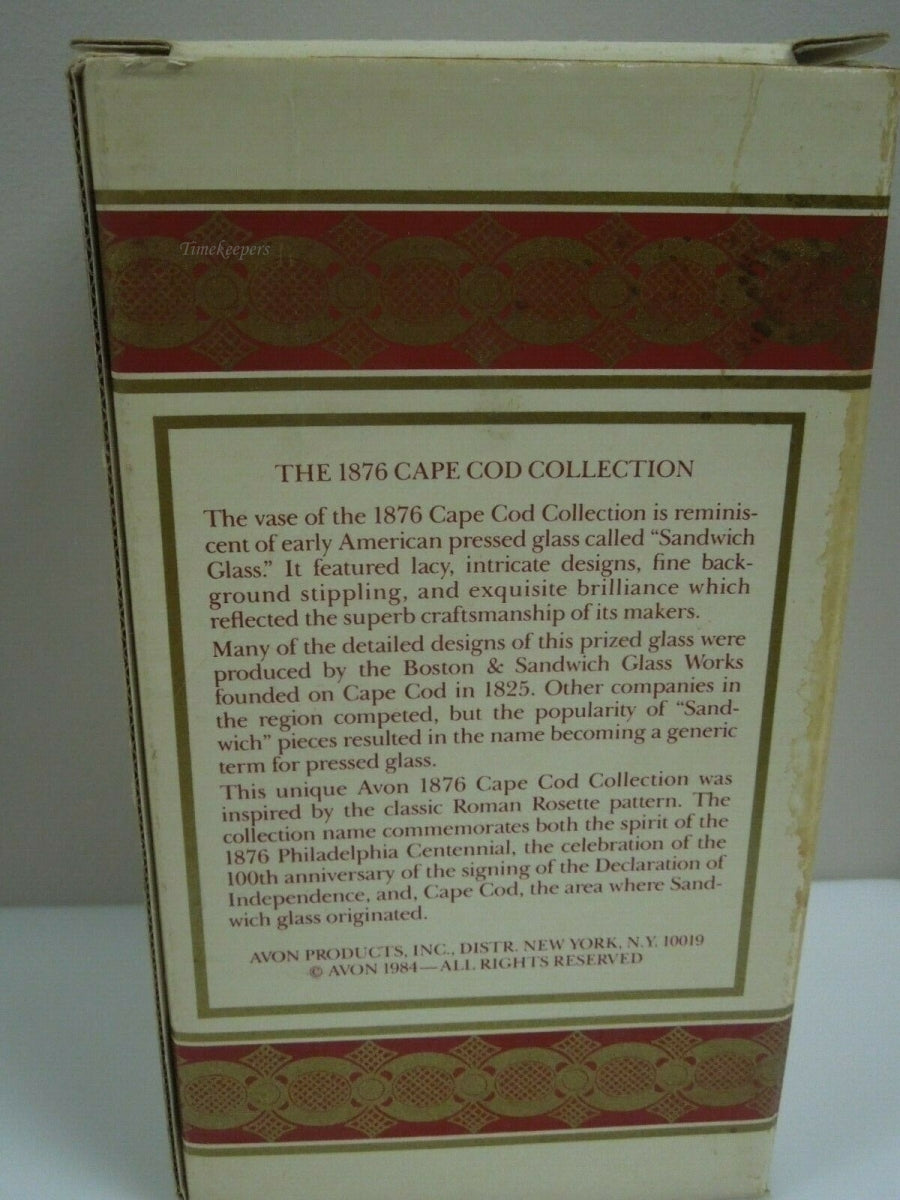 Timekeepers
THE 1876 CAPE COD COLLECTION
The vase of the 1876 Cape Cod Collection is reminis-
cent of early American pressed glass called “Sandwich
Glass.” It featured lacy, intricate designs, fine back-
ground stippling, and exquisite brilliance which
reflected the superb craftsmanship of its makers.
Many of the detailed designs of this prized glass were
produced by the Boston & Sandwich Glass Works
founded on Cape Cod in 1825. Other companies in
the region competed, but the popularity of “Sand-
wich” pieces resulted in the name becoming a generic
term for pressed glass.
This unique Avon 1876 Cape Cod Collection was
inspired by the classic Roman Rosette pattern. The
collection name commemorates both the spirit of the
1876 Philadelphia Centennial, the celebration of the
100th anniversary of the signing of the Declaration of
Independence, and, Cape Cod, the area where Sand-
wich glass originated.
AVON PRODUCTS, INC., DISTR. NEW YORK, N.Y. 10019
© AVON 1984—ALL RIGHTS RESERVED